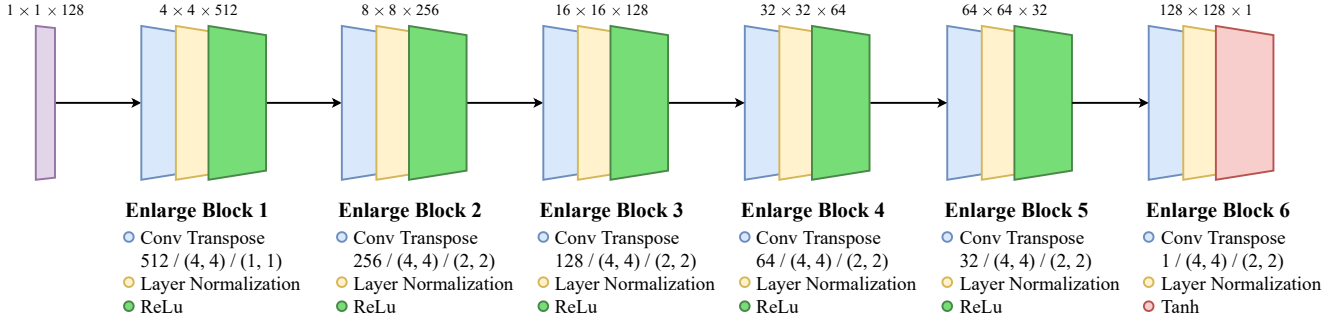 1 × 1 × 128
4 × 4 × 512
8 × 8 × 256
16 × 16 × 128
32 × 32 × 64
64 × 64 × 32
128 × 128 × 1
Enlarge Block 1
Conv Transpose
512 / (4, 4) / (1, 1)
Layer Normalization
ReLu
Enlarge Block 2
Conv Transpose
256 / (4, 4) / (2, 2)
Layer Normalization
ReLu
Enlarge Block 3
Conv Transpose
128 / (4, 4) / (2, 2)
Layer Normalization
ReLu
Enlarge Block 4
Conv Transpose
64 / (4, 4) / (2, 2)
Layer Normalization
ReLu
Enlarge Block 5
Conv Transpose
32 / (4, 4) / (2, 2)
Layer Normalization
ReLu
Enlarge Block 6
Conv Transpose
1 / (4, 4) / (2, 2)
Layer Normalization
Tanh